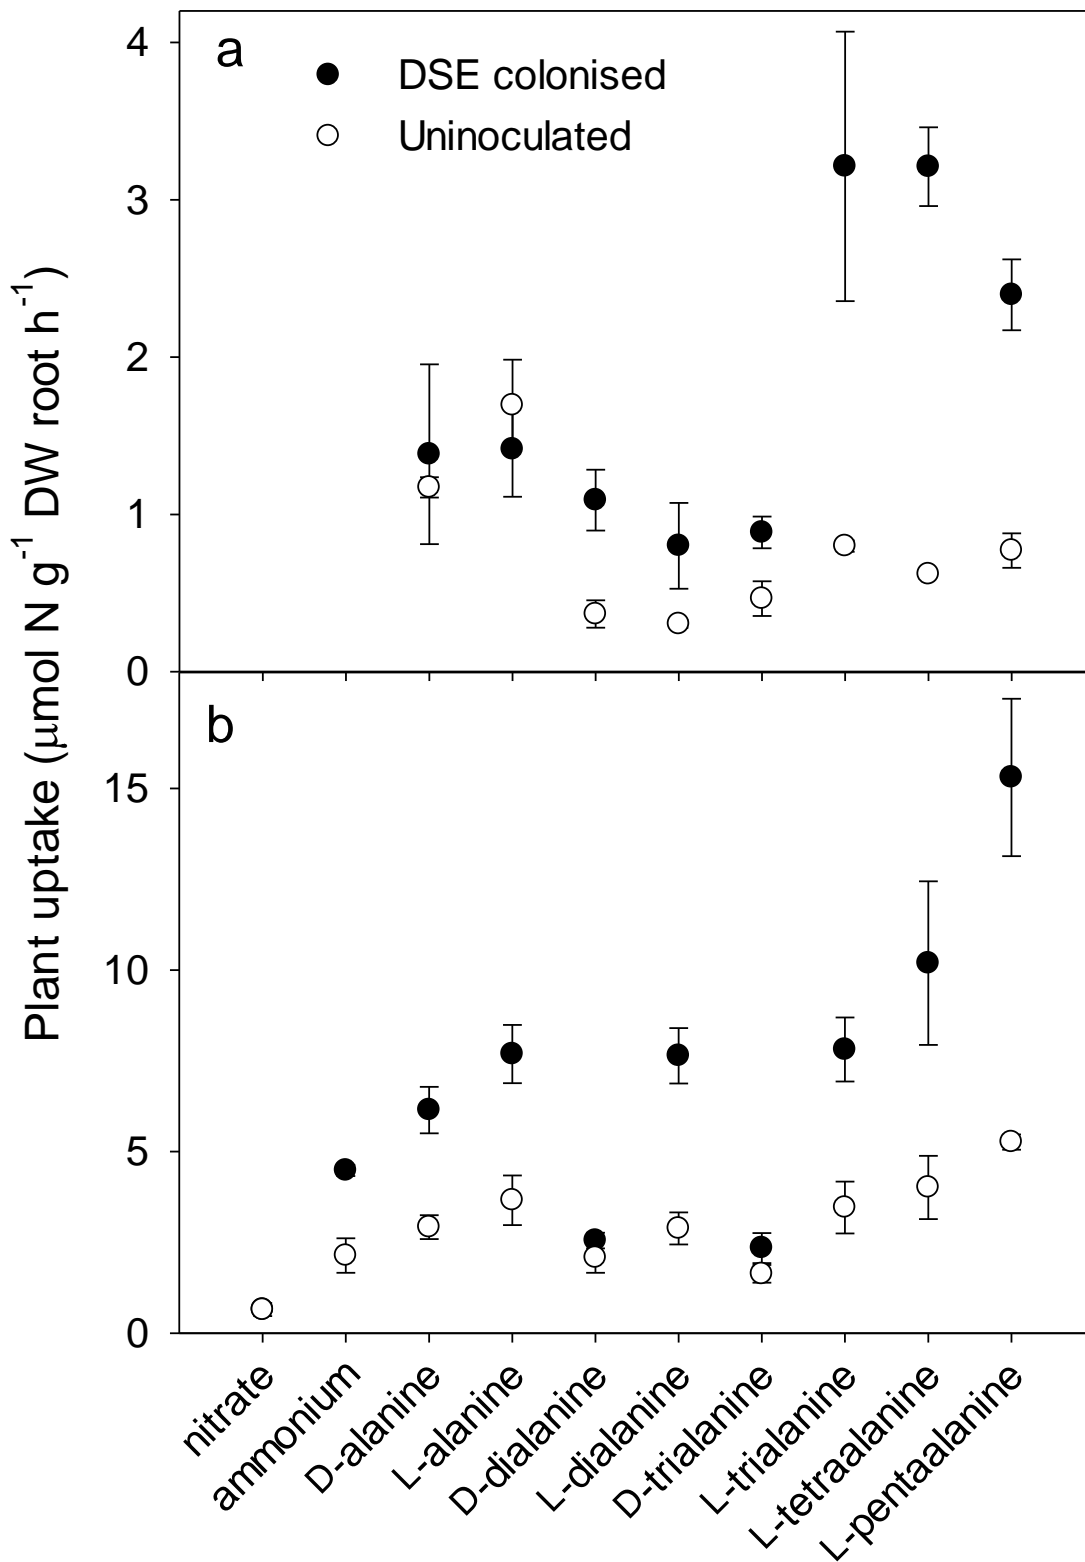 a
DSE colonised
Uninoculated
4
3
2
1
0
Plant uptake (μmol N g⁻¹ DW root h⁻¹)
b
15
10
5
0
nitrate
ammonium
D-alanine
L-alanine
D-dialanine
L-dialanine
D-trialanine
L-trialanine
L-tetraalanine
L-pentaalanine